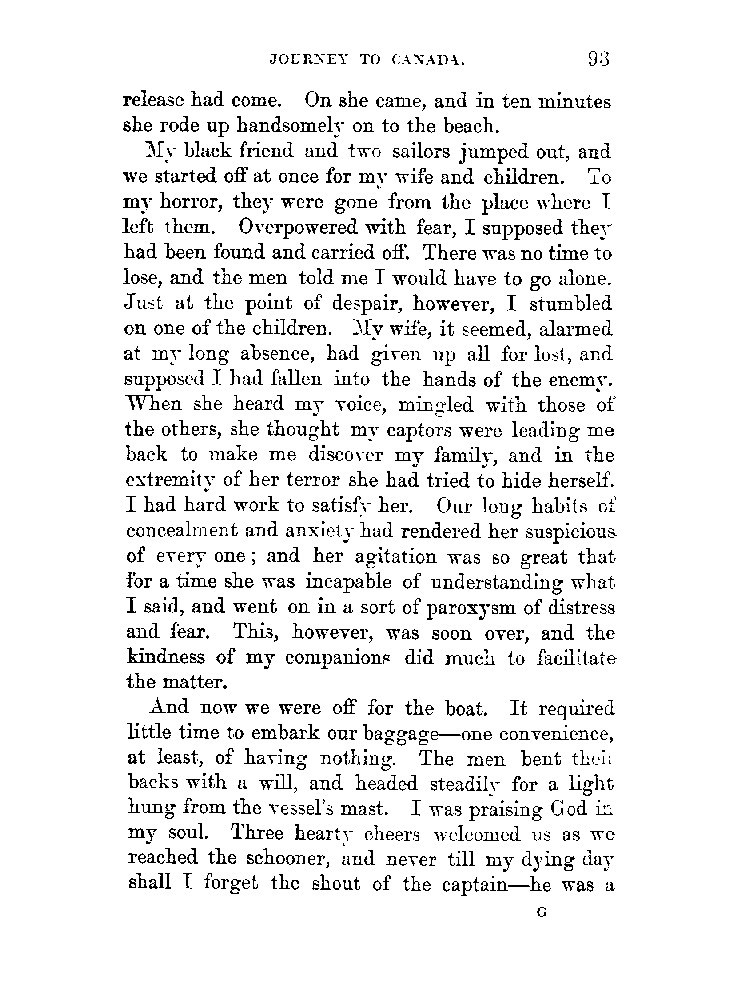 JOURNEY TO CANADA. 93
release had come. On she came, and in ten minutes
she rode up handsomely on to the beach.
My black friend and two sailors jumped out, and
we started off at once for my wife and children. To
my horror, they were gone from the place where I
left them. Overpowered with fear, I supposed they
had been found and carried off. There was no time to
lose, and the men told me I would have to go alone.
Just at the point of despair, however, I stumbled
on one of the children. My wife, it seemed, alarmed
at my long absence, had given up all for lost, and
supposed I had fallen into the hands of the enemy.
When she heard my voice, mingled with those of
the others, she thought my captors were leading me
back to make me discover my family, and in the
extremity of her terror she had tried to hide herself.
I had hard work to satisfy her. Our long habits of
concealment and anxiety had rendered her suspicious
of every one; and her agitation was so great that
for a time she was incapable of understanding what
I said, and went on in a sort of paroxysm of distress
and fear. This, however, was soon over, and the
kindness of my companions did much to facilitate
the matter.
And now we were off for the boat. It required
little time to embark our baggage—one convenience,
at least, of having nothing. The men bent their
backs with a will, and headed steadily for a light
hung from the vessel's mast. I was praising God in
my soul. Three hearty cheers welcomed us as we
reached the schooner, and never till my dying day
shall I forget the shout of the captain—he was a
G